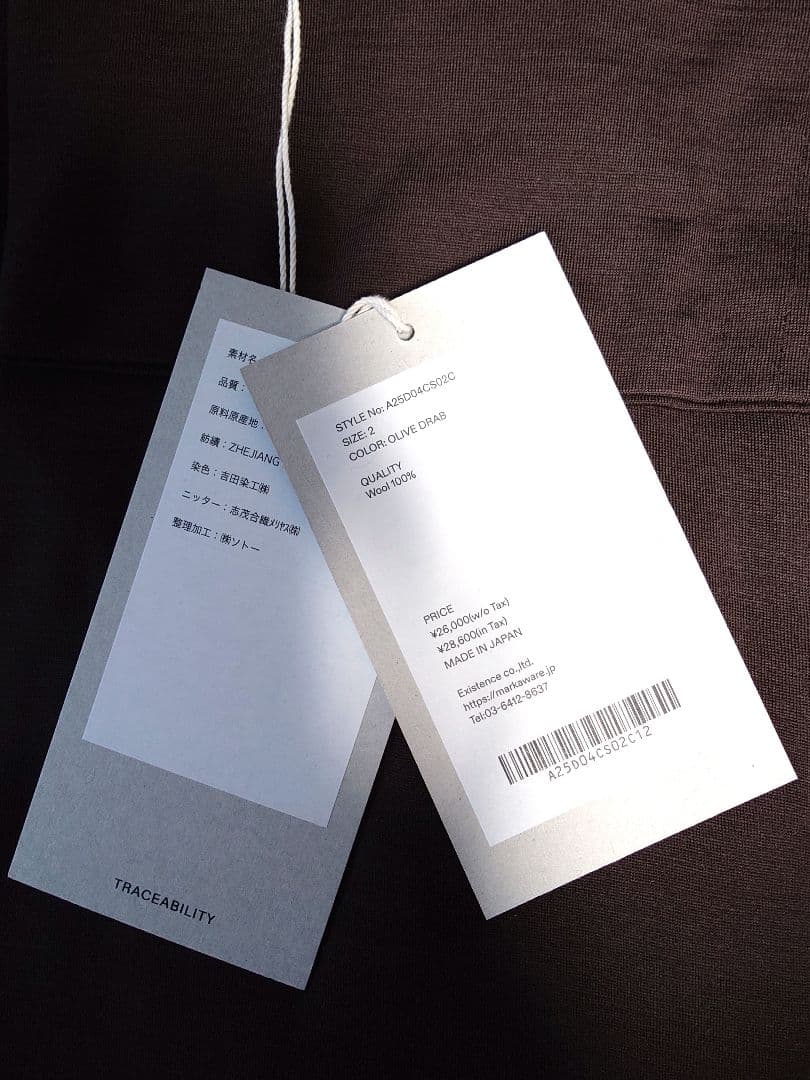 素材名
品質：
原料原産地：
紡績：ZHEJIANG
染色：吉田染工㈱
ニッター：志茂合繊ﾒﾘﾔｽ㈱
整理加工：㈱ソトー
TRACEABILITY
STYLE No: A25D04CS02C
SIZE: 2
COLOR: OLIVE DRAB
QUALITY
Wool 100%
PRICE
¥26,000(w/o Tax)
¥28,600(in Tax)
MADE IN JAPAN
Existence co.,ltd.
https://markaware.jp
Tel:03-6412-8637
A25D04CS02C12